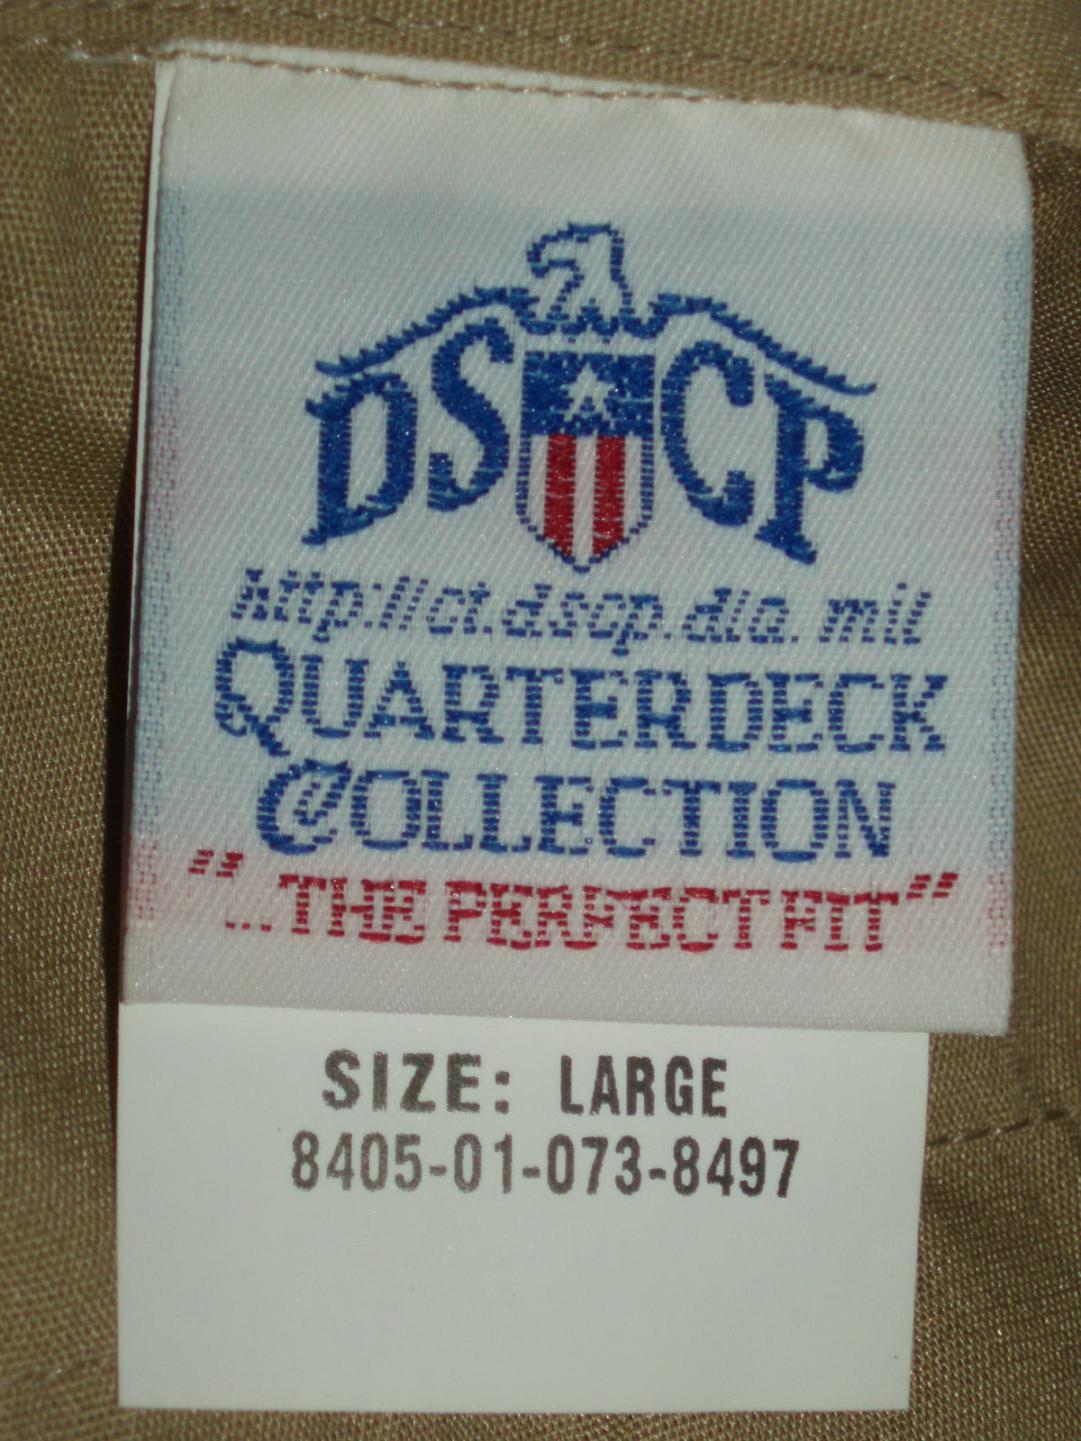 DSCP
http://ct.dscp.dla.mil
QUARTERDECK
COLLECTION
"...THE PERFECT FIT"
SIZE: LARGE
8405-01-073-8497